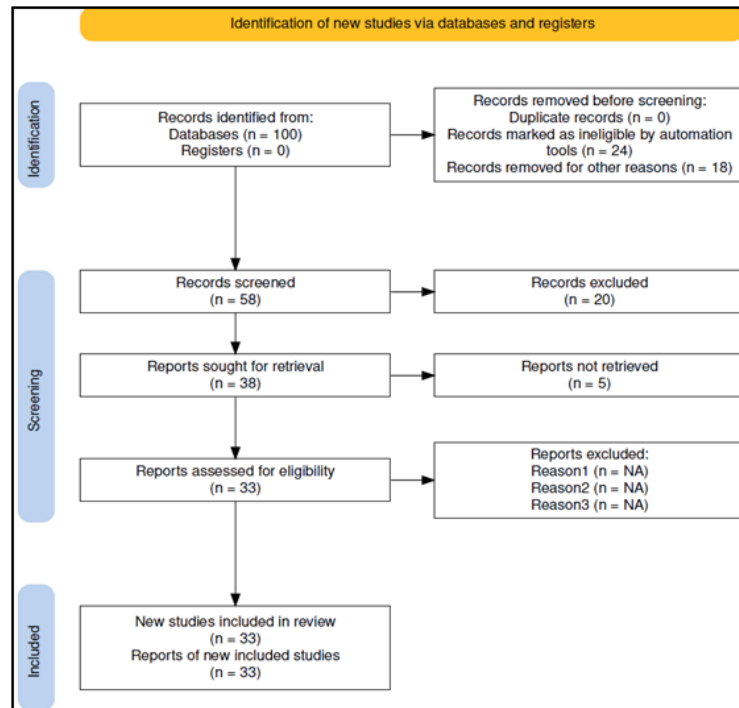 Identification of new studies via databases and registers
Identification
Records identified from:
Databases (n = 100)
Registers (n = 0)
Records removed before screening:
Duplicate records (n = 0)
Records marked as ineligible by automation
tools (n = 24)
Records removed for other reasons (n = 18)
Screening
Records screened
(n = 58)
Records excluded
(n = 20)
Reports sought for retrieval
(n = 38)
Reports not retrieved
(n = 5)
Reports assessed for eligibility
(n = 33)
Reports excluded:
Reason1 (n = NA)
Reason2 (n = NA)
Reason3 (n = NA)
Included
New studies included in review
(n = 33)
Reports of new included studies
(n = 33)